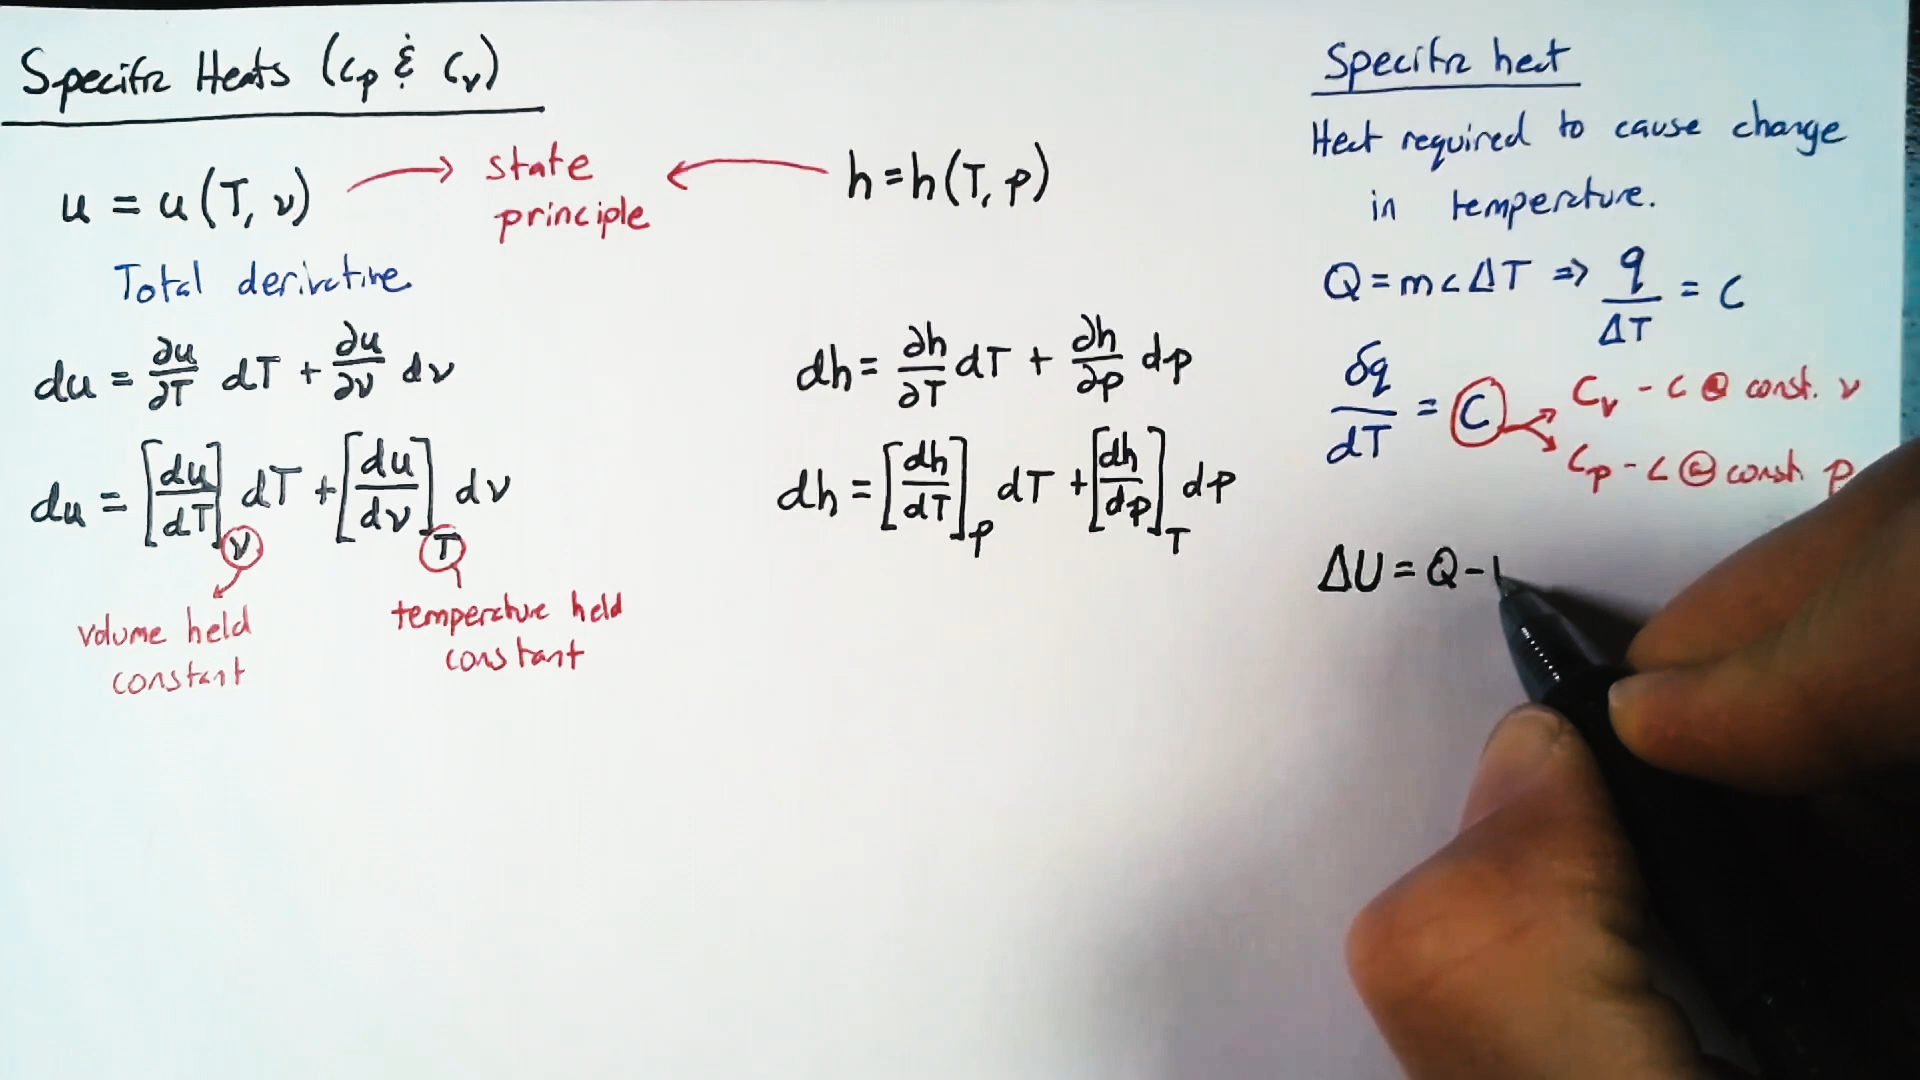 Specific Heats (Cp & Cv)
u = u(T, v) → state principle ← h = h(T, p)
Total derivative
du = ∂u/∂T dT + ∂u/∂v dv
du = [du/dT]v dT + [du/dv]T dv
volume held
constant
temperature held
constant
dh = ∂h/∂T dT + ∂h/∂p dp
dh = [dh/dT]p dT + [dh/dp]T dp
Specific heat
Heat required to cause change
in temperature.
Q = mcΔT ⇒ q/ΔT = C
δq/dT = C
Cv - C @ const. v
Cp - C @ const. p
ΔU = Q -